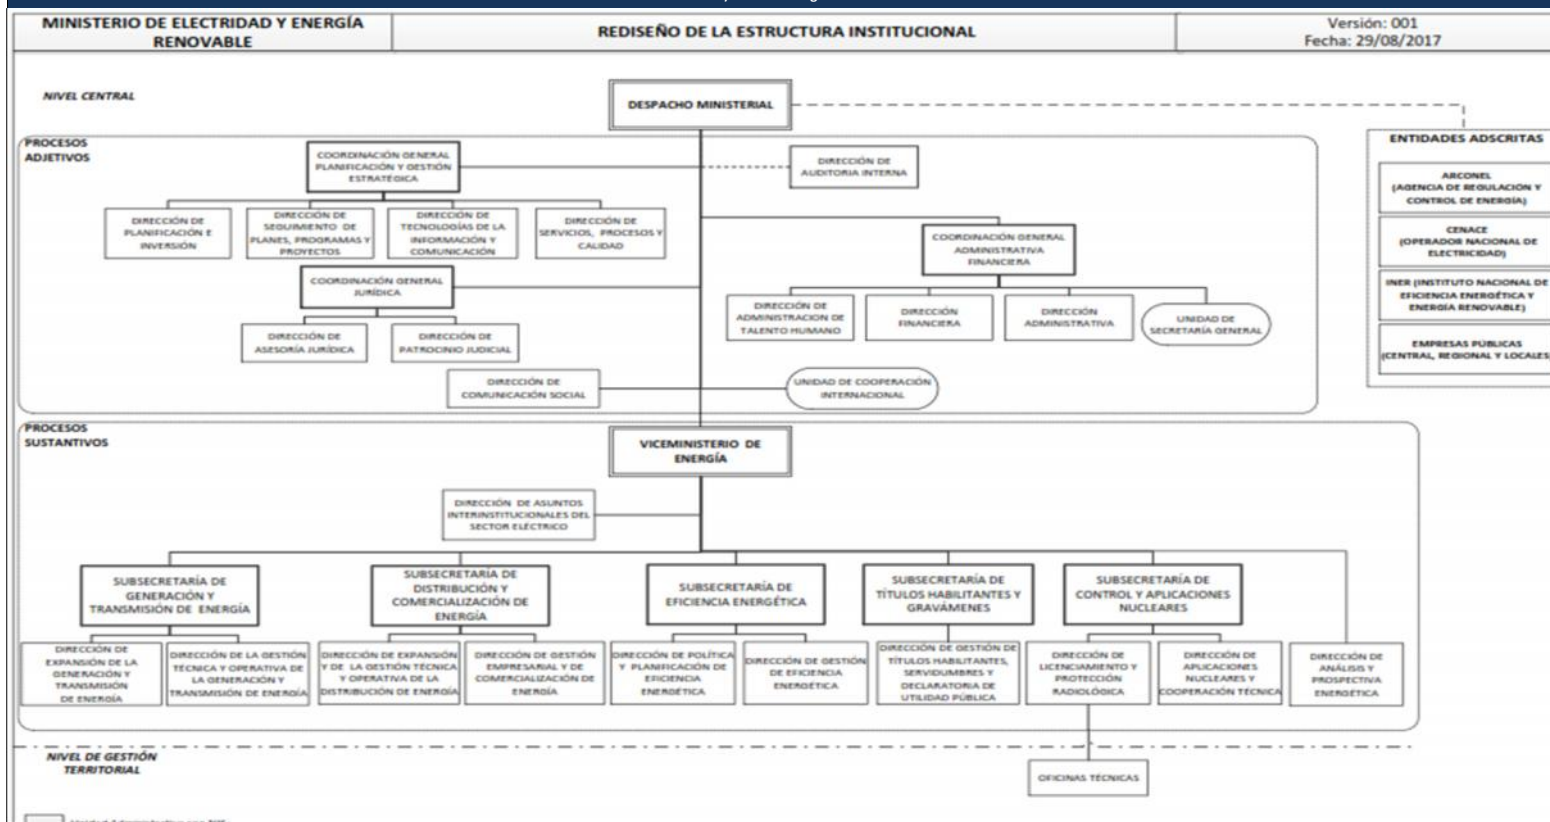 MINISTERIO DE ELECTRIDAD Y ENERGÍA
RENOVABLE
REDISEÑO DE LA ESTRUCTURA INSTITUCIONAL
Versión: 001
Fecha: 29/08/2017
NIVEL CENTRAL
DESPACHO MINISTERIAL
PROCESOS
ADJETIVOS
COORDINACIÓN GENERAL
PLANIFICACIÓN Y GESTIÓN
ESTRATÉGICA
DIRECCIÓN DE
AUDITORIA INTERNA
ENTIDADES ADSCRITAS
ARCONEL
(AGENCIA DE REGULACIÓN Y
CONTROL DE ENERGÍA)
CENACE
(OPERADOR NACIONAL DE
ELECTRICIDAD)
INER (INSTITUTO NACIONAL DE
EFICIENCIA ENERGÉTICA Y
ENERGÍA RENOVABLE)
EMPRESAS PÚBLICAS
(CENTRAL, REGIONAL Y LOCALES)
DIRECCIÓN DE
PLANIFICACIÓN E
INVERSIÓN
DIRECCIÓN DE
SEGUIMIENTO DE
PLANES, PROGRAMAS Y
PROYECTOS
DIRECCIÓN DE
TECNOLOGÍAS DE LA
INFORMACIÓN Y
COMUNICACIÓN
DIRECCIÓN DE
SERVICIOS, PROCESOS Y
CALIDAD
COORDINACIÓN GENERAL
ADMINISTRATIVA
FINANCIERA
COORDINACIÓN GENERAL
JURÍDICA
DIRECCIÓN DE
ADMINISTRACION DE
TALENTO HUMANO
DIRECCIÓN
FINANCIERA
DIRECCIÓN
ADMINISTRATIVA
UNIDAD DE
SECRETARÍA GENERAL
DIRECCIÓN DE
ASESORÍA JURÍDICA
DIRECCIÓN DE
PATROCINIO JUDICIAL
DIRECCIÓN DE
COMUNICACIÓN SOCIAL
UNIDAD DE COOPERACIÓN
INTERNACIONAL
PROCESOS
SUSTANTIVOS
VICEMINISTERIO DE
ENERGÍA
DIRECCIÓN DE ASUNTOS
INTERINSTITUCIONALES DEL
SECTOR ELÉCTRICO
SUBSECRETARÍA DE
GENERACIÓN Y
TRANSMISIÓN DE ENERGÍA
SUBSECRETARÍA DE
DISTRIBUCIÓN Y
COMERCIALIZACIÓN DE
ENERGÍA
SUBSECRETARÍA DE
EFICIENCIA ENERGÉTICA
SUBSECRETARÍA DE
TÍTULOS HABILITANTES Y
GRAVÁMENES
SUBSECRETARÍA DE
CONTROL Y APLICACIONES
NUCLEARES
DIRECCIÓN DE
EXPANSIÓN DE LA
GENERACIÓN Y
TRANSMISIÓN
DE ENERGÍA
DIRECCIÓN DE LA GESTIÓN
TÉCNICA Y OPERATIVA DE
LA GENERACIÓN Y
TRANSMISIÓN DE ENERGÍA
DIRECCIÓN DE EXPANSIÓN
Y DE LA GESTIÓN TÉCNICA
Y OPERATIVA DE LA
DISTRIBUCIÓN DE ENERGÍA
DIRECCIÓN DE GESTIÓN
EMPRESARIAL Y DE
COMERCIALIZACIÓN DE
ENERGÍA
DIRECCIÓN DE POLÍTICA
Y PLANIFICACIÓN DE
EFICIENCIA
ENERGÉTICA
DIRECCIÓN DE GESTIÓN
DE EFICIENCIA
ENERGÉTICA
DIRECCIÓN DE GESTIÓN DE
TÍTULOS HABILITANTES,
SERVIDUMBRES Y
DECLARATORIA DE
UTILIDAD PÚBLICA
DIRECCIÓN DE
LICENCIAMIENTO Y
PROTECCIÓN
RADIOLÓGICA
DIRECCIÓN DE
APLICACIONES
NUCLEARES Y
COOPERACIÓN TÉCNICA
DIRECCIÓN DE
ANÁLISIS Y
PROSPECTIVA
ENERGÉTICA
NIVEL DE GESTIÓN
TERRITORIAL
OFICINAS TÉCNICAS